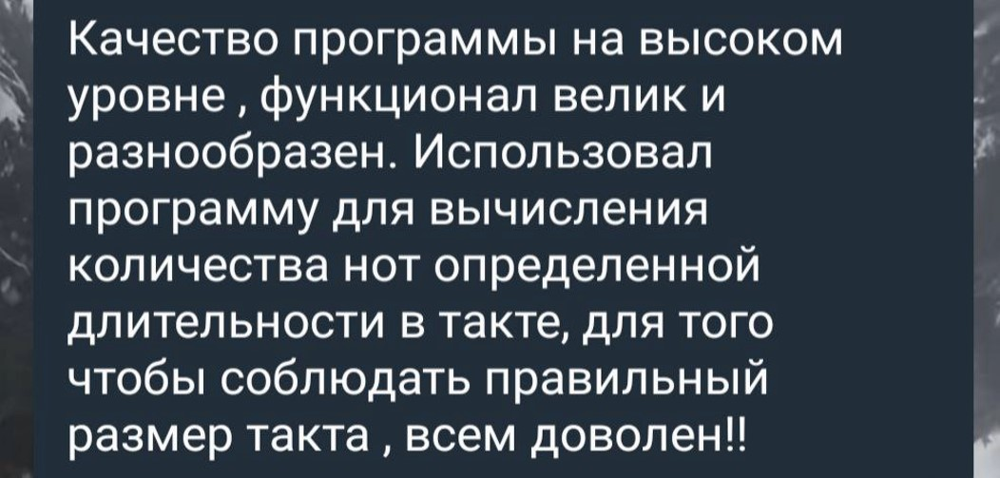 Качество программы на высоком
уровне , функционал велик и
разнообразен. Использовал
программу для вычисления
количества нот определенной
длительности в такте, для того
чтобы соблюдать правильный
размер такта , всем доволен!!